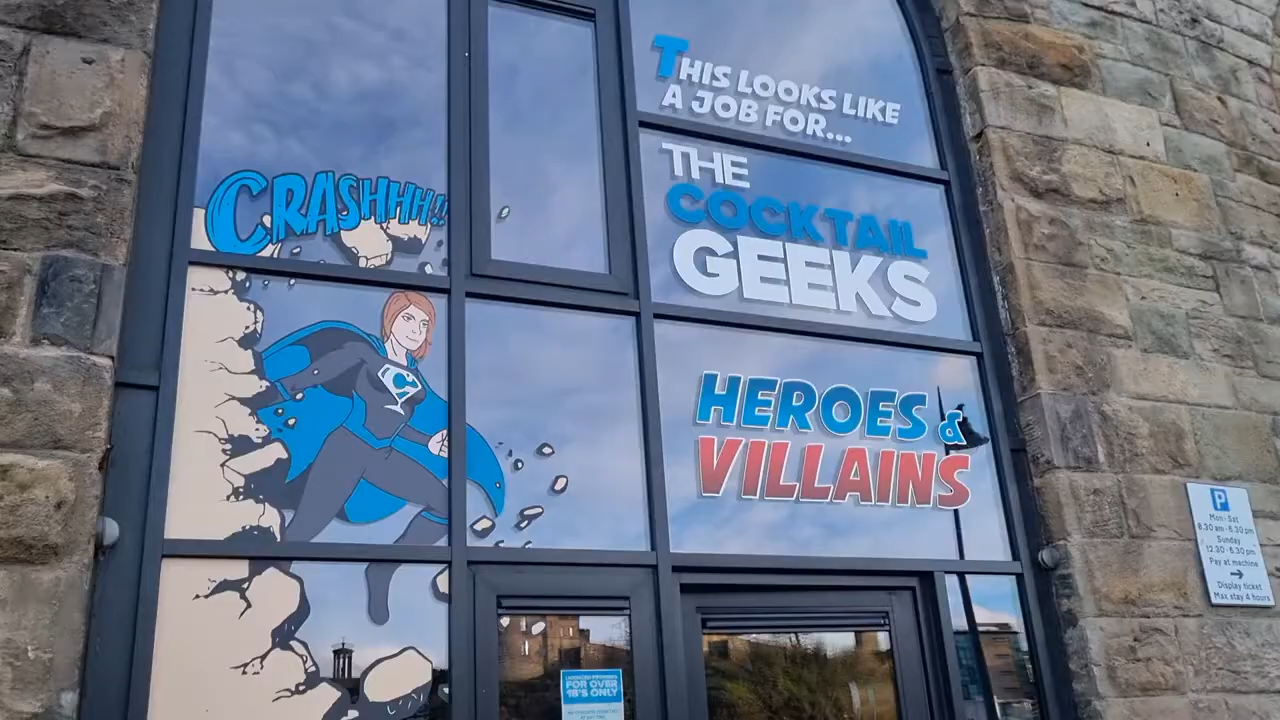 THIS LOOKS LIKE
A JOB FOR...
THE
COCKTAIL
GEEKS
CRASHHH!!
HEROES &
VILLAINS
P
Mon - Sat
8.30 am - 6.30 pm
Sunday
12.30 - 6.30 pm
Pay at machine
→
Display ticket
Max stay 4 hours
LICENSED PREMISES
FOR OVER
18'S ONLY